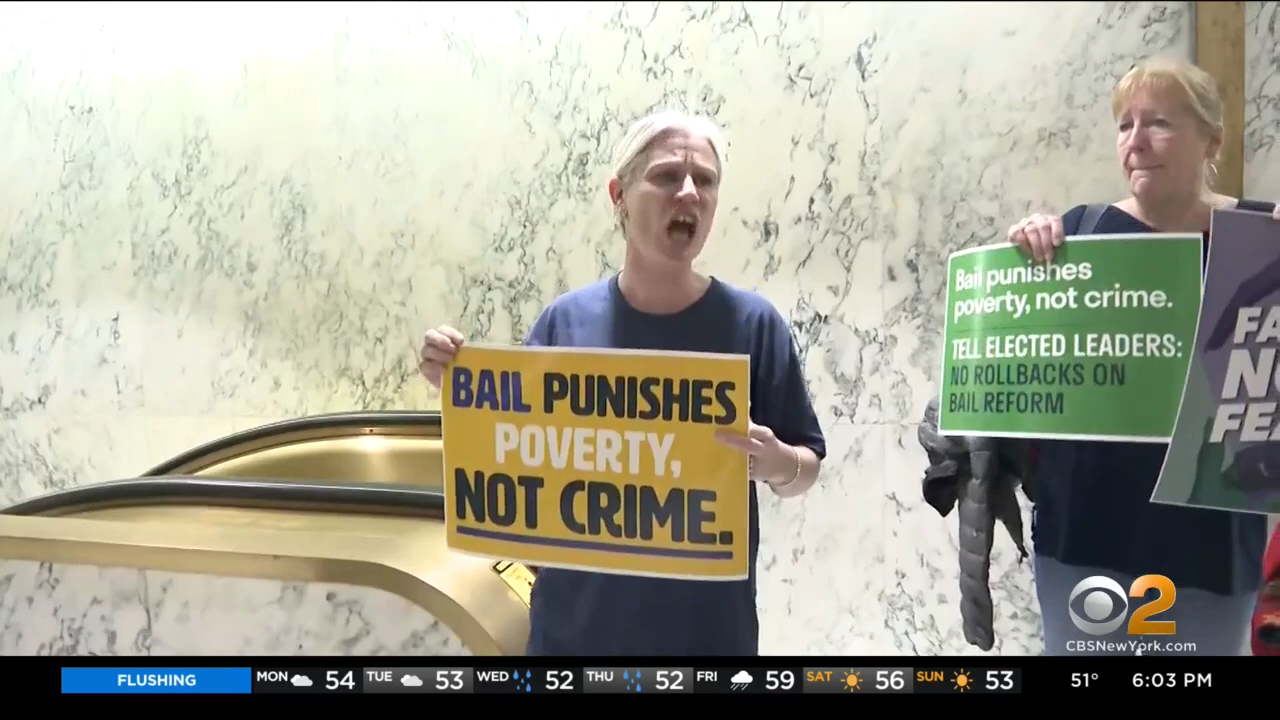 BAIL PUNISHES
POVERTY,
NOT CRIME.
Bail punishes
poverty, not crime.
TELL ELECTED LEADERS:
NO ROLLBACKS ON
BAIL REFORM
2
CBSNewYork.com
FLUSHING MON 54 TUE 53 WED 52 THU 52 FRI 59 SAT 56 SUN 53 51° 6:03 PM